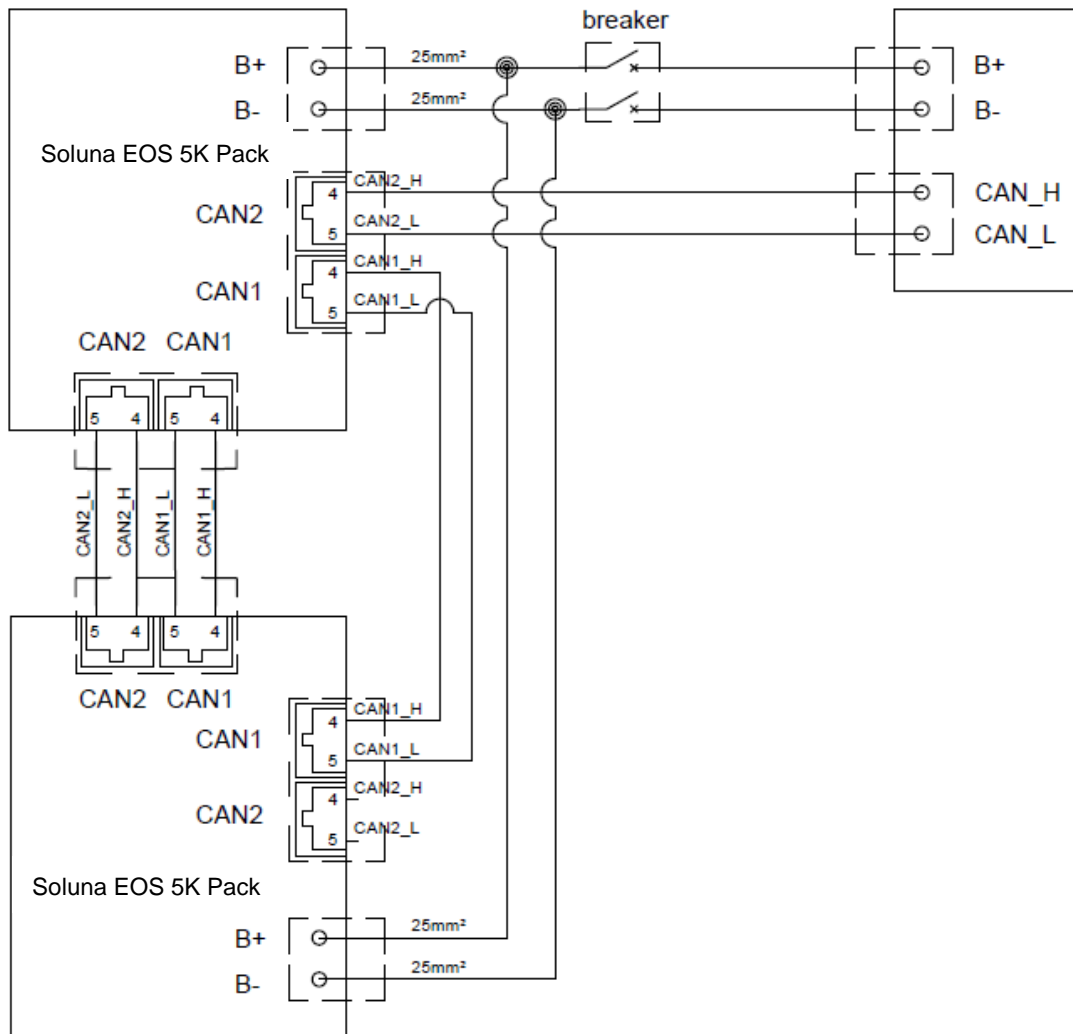 breaker
B+ 25mm² B+
B- 25mm² B-
Soluna EOS 5K Pack
CAN2 4 CAN2_H CAN_H
5 CAN2_L CAN_L
CAN1 4 CAN1_H
5 CAN1_L
CAN2 CAN1
5 4 5 4
CAN2_L CAN2_H CAN1_L CAN1_H
5 4 5 4
CAN2 CAN1
CAN1 4 CAN1_H
5 CAN1_L
CAN2 4 CAN2_H
5 CAN2_L
Soluna EOS 5K Pack
B+ 25mm²
B- 25mm²